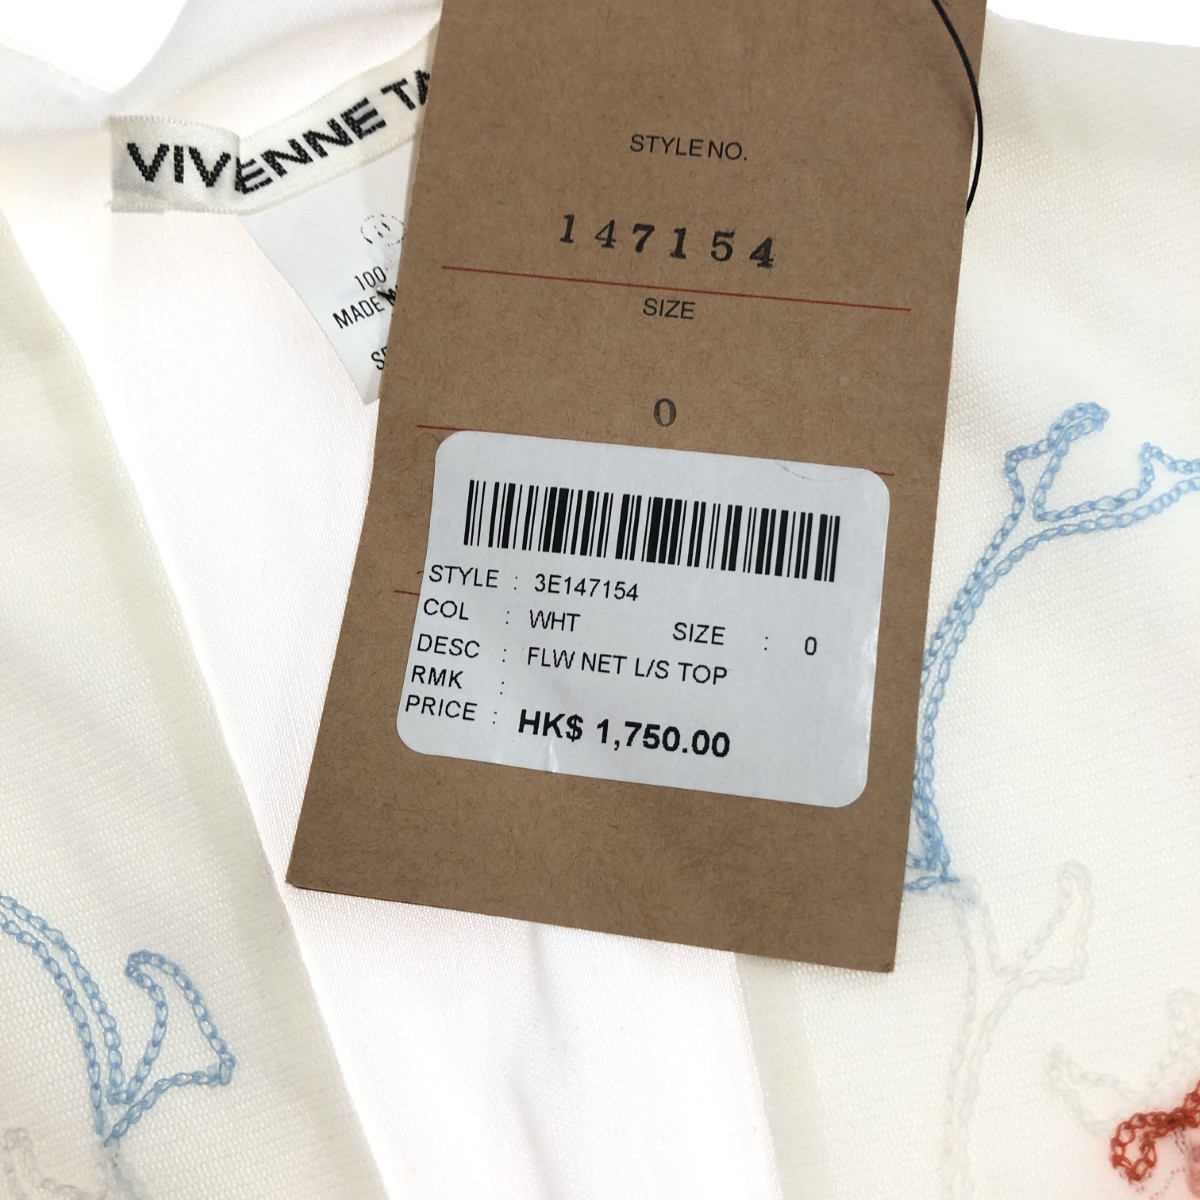 VIVIENNE TA
100
MADE
STYLE NO.
147154
SIZE
0
STYLE : 3E147154
COL : WHT SIZE : 0
DESC : FLW NET L/S TOP
RMK :
PRICE : HK$ 1,750.00